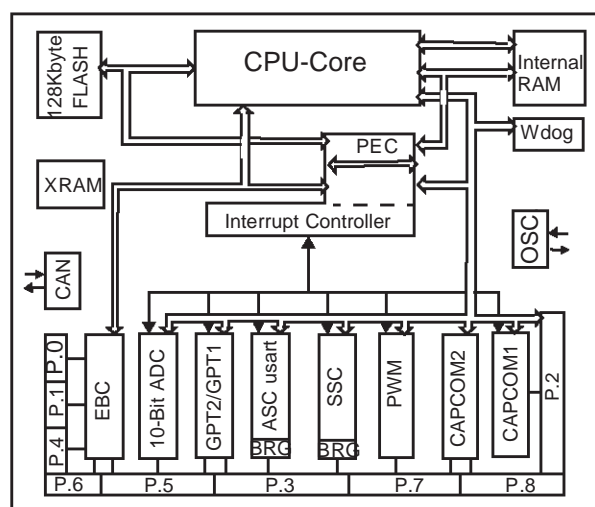 128Kbyte
FLASH
CPU-Core
Internal
RAM
PEC
Wdog
XRAM
Interrupt Controller
OSC
CAN
P.0
P.1
P.4
EBC
10-Bit ADC
GPT2/GPT1
ASC usart
BRG
SSC
BRG
PWM
CAPCOM2
CAPCOM1
P.2
P.6
P.5
P.3
P.7
P.8